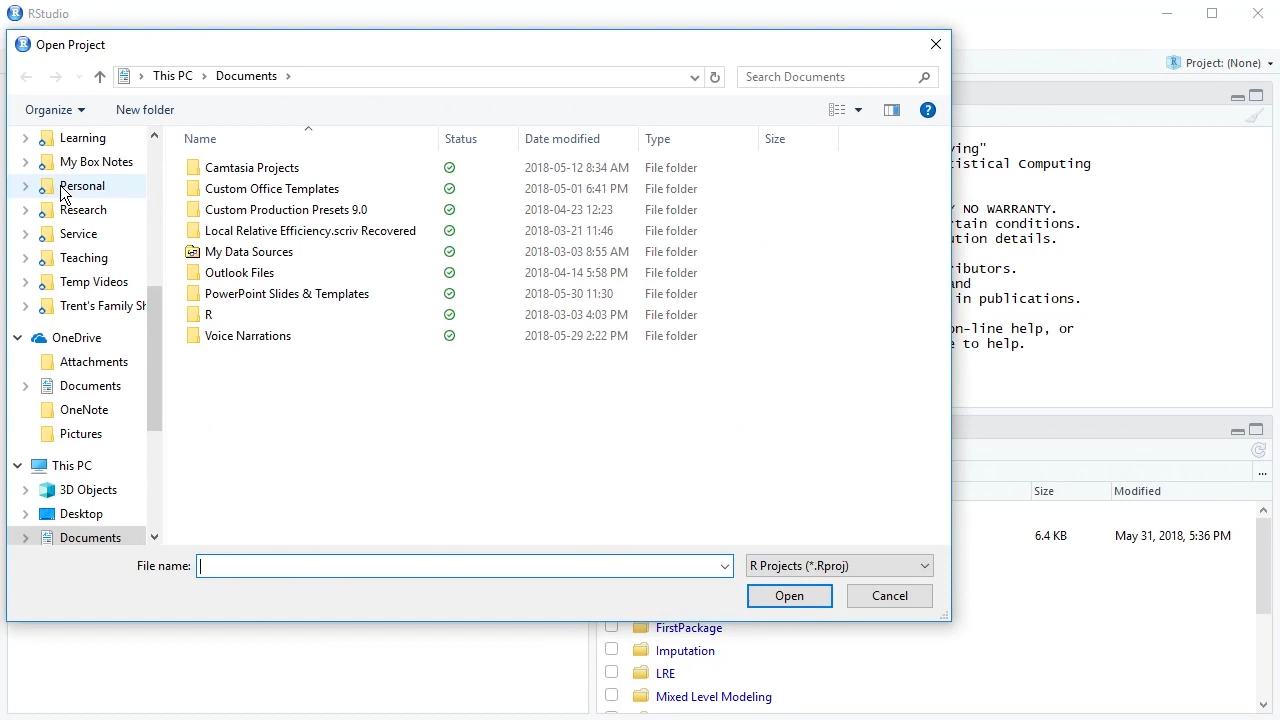 RStudio
Open Project
This PC Documents
Search Documents
Project: (None)
Organize New folder
Learning
My Box Notes
Personal
Research
Service
Teaching
Temp Videos
Trent's Family Sh
OneDrive
Attachments
Documents
OneNote
Pictures
This PC
3D Objects
Desktop
Documents
Name Status Date modified Type Size
Camtasia Projects 2018-05-12 8:34 AM File folder
Custom Office Templates 2018-05-01 6:41 PM File folder
Custom Production Presets 9.0 2018-04-23 12:23 File folder
Local Relative Efficiency.scriv Recovered 2018-03-21 11:46 File folder
My Data Sources 2018-03-03 8:55 AM File folder
Outlook Files 2018-04-14 5:58 PM File folder
PowerPoint Slides & Templates 2018-05-30 11:30 File folder
R 2018-03-03 4:03 PM File folder
Voice Narrations 2018-05-29 2:22 PM File folder
File name:
R Projects (*.Rproj)
Open Cancel
ving"
tistical Computing
NO WARRANTY.
tain conditions.
ution details.
ributors.
and
in publications.
on-line help, or
e to help.
Size Modified
6.4 KB May 31, 2018, 5:36 PM
FirstPackage
Imputation
LRE
Mixed Level Modeling